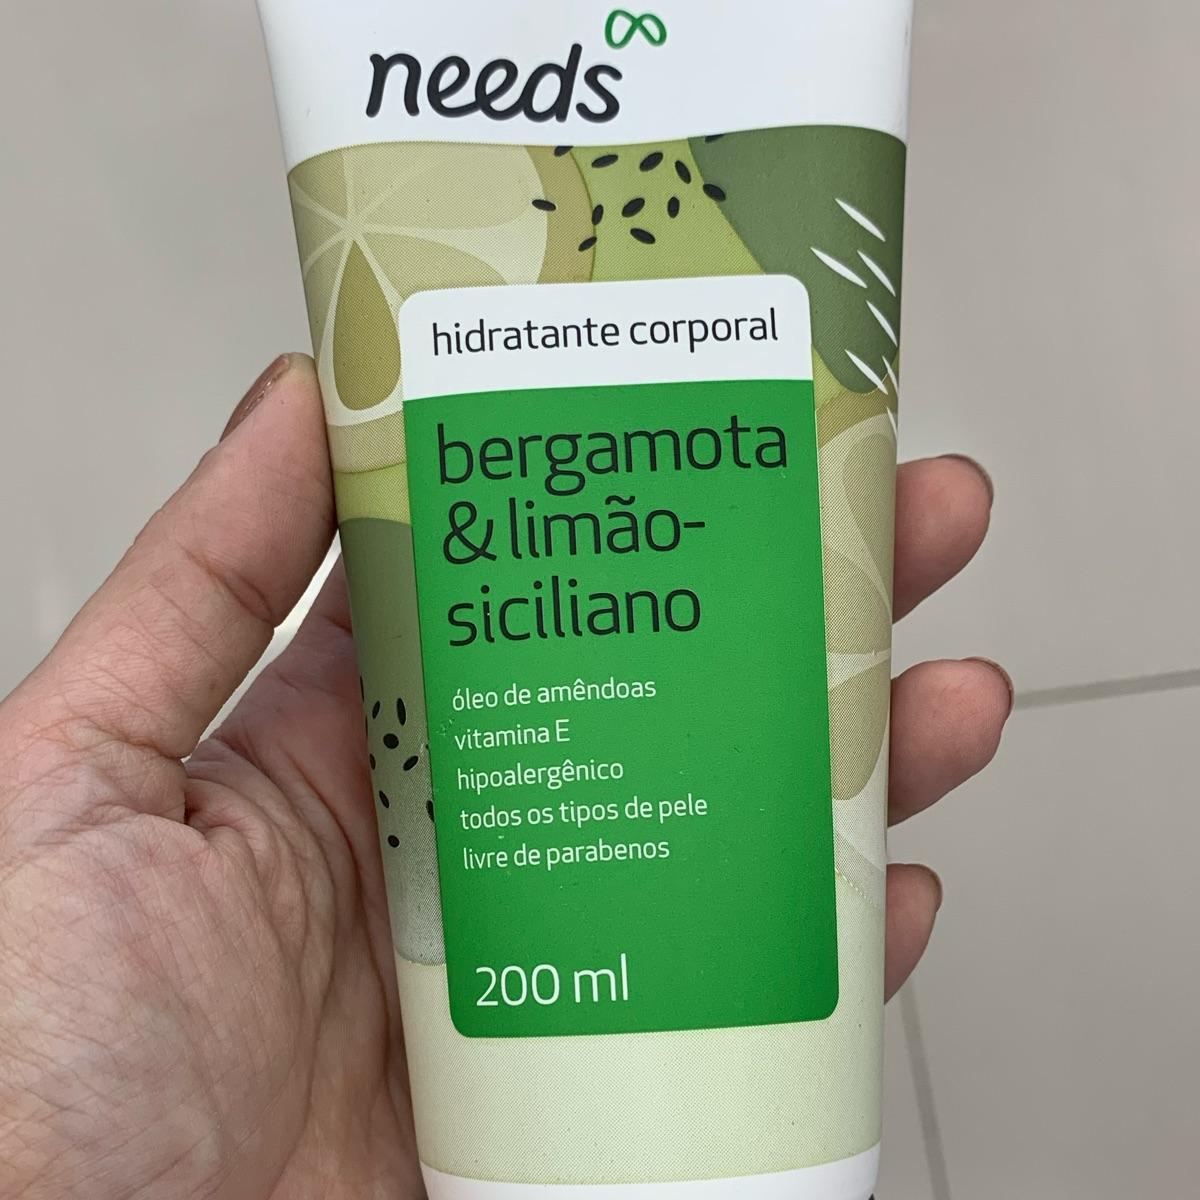 needs
hidratante corporal
bergamota
& limão-
siciliano
óleo de amêndoas
vitamina E
hipoalergênico
todos os tipos de pele
livre de parabenos
200 ml